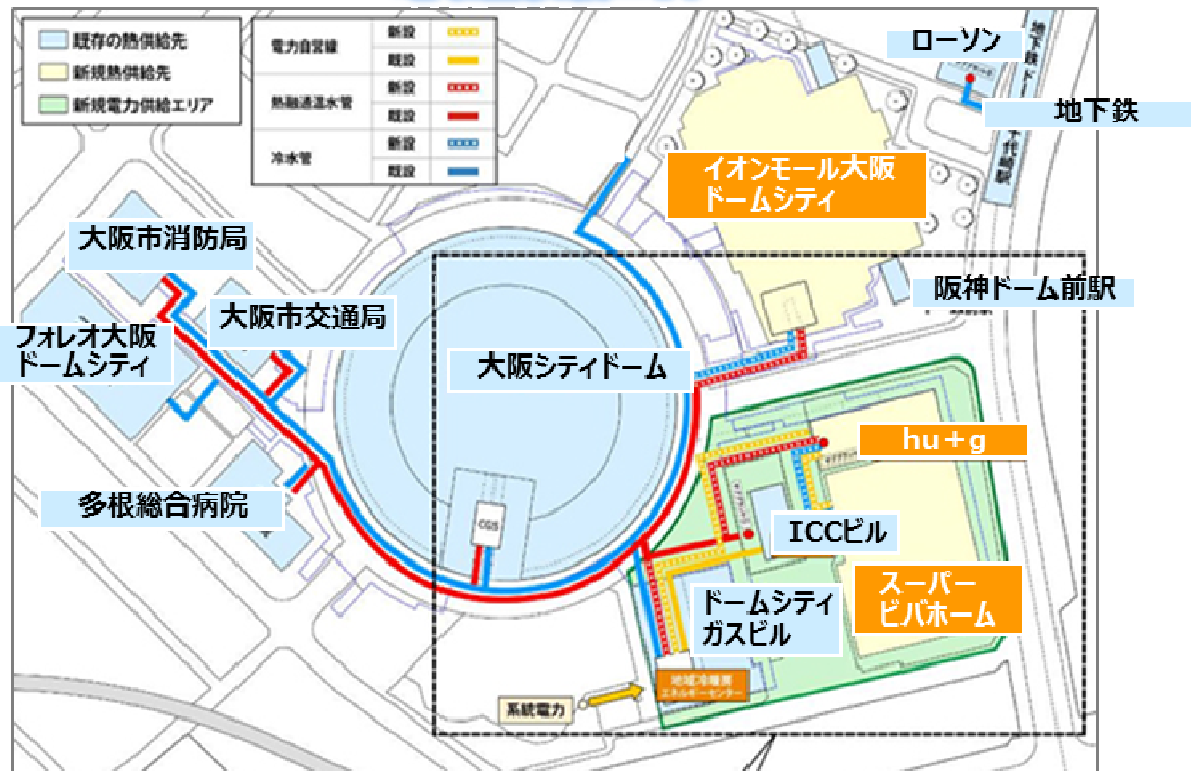 既存の熱供給先
新規熱供給先
新規電力供給エリア
電力自営線
新設
既設
熱融通温水管
新設
既設
冷水管
新設
既設
ローソン
地下鉄ド
地下鉄
千代崎駅
イオンモール大阪
ドームシティ
大阪市消防局
大阪市交通局
フォレオ大阪
ドームシティ
阪神ドーム前駅
大阪シティドーム
hu+g
多根総合病院
CGS
ICCビル
スーパー
ビバホーム
ドームシティ
ガスビル
地域冷暖房
エネルギーセンター
系統電力